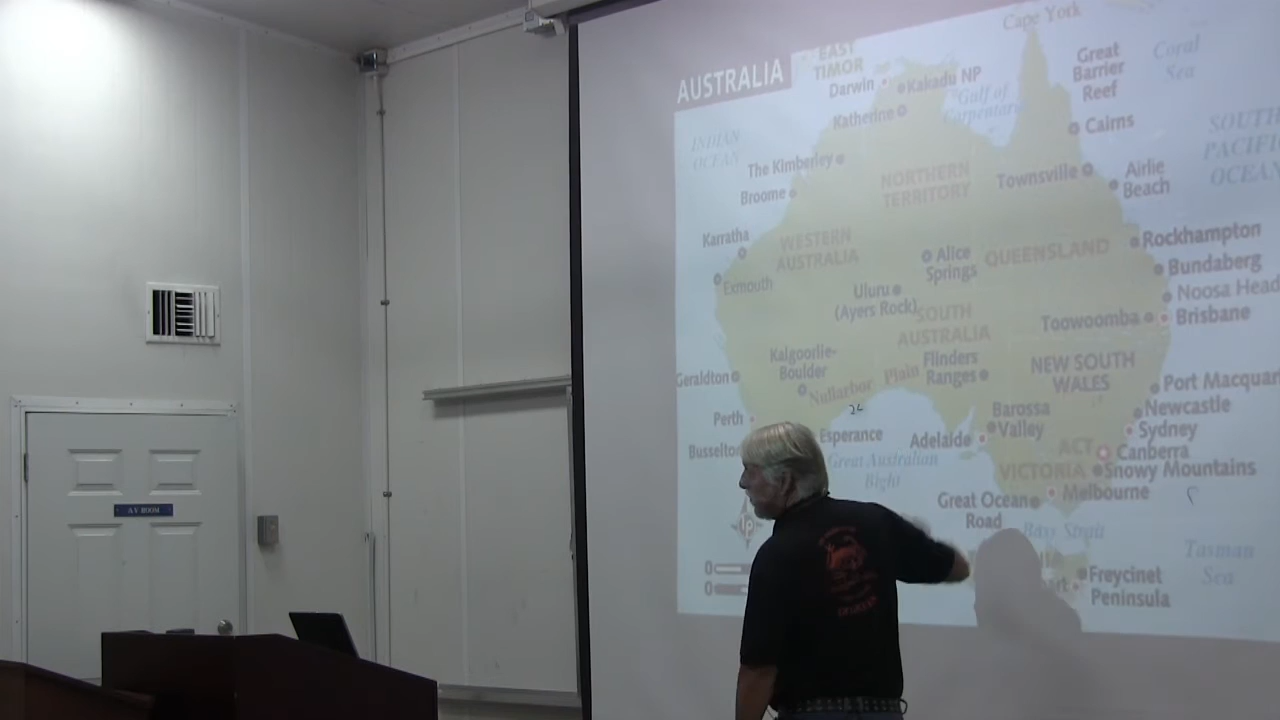 Cape York
AUSTRALIA
EAST
TIMOR
Darwin
Kakadu NP
Great
Barrier
Reef
Coral
Sea
Katherine
Gulf of
Carpentaria
Cairns
INDIAN
OCEAN
SOUTH
PACIFIC
OCEAN
The Kimberley
Broome
NORTHERN
TERRITORY
Townsville
Airlie
Beach
Karratha
WESTERN
AUSTRALIA
Alice
Springs
QUEENSLAND
Rockhampton
Exmouth
Bundaberg
Uluru
(Ayers Rock)
SOUTH
AUSTRALIA
Noosa Head
Toowoomba
Brisbane
Kalgoorlie-
Boulder
Flinders
Ranges
NEW SOUTH
WALES
Geraldton
Nullarbor Plain
Port Macquar
Perth
Barossa
Valley
Newcastle
Sydney
Busselton
Esperance
Adelaide
ACT
Canberra
Great Australian
Bight
VICTORIA
Snowy Mountains
Great Ocean
Road
Melbourne
lp
Bass Strait
Tasman
Sea
0
0
Freycinet
Peninsula
A V ROOM